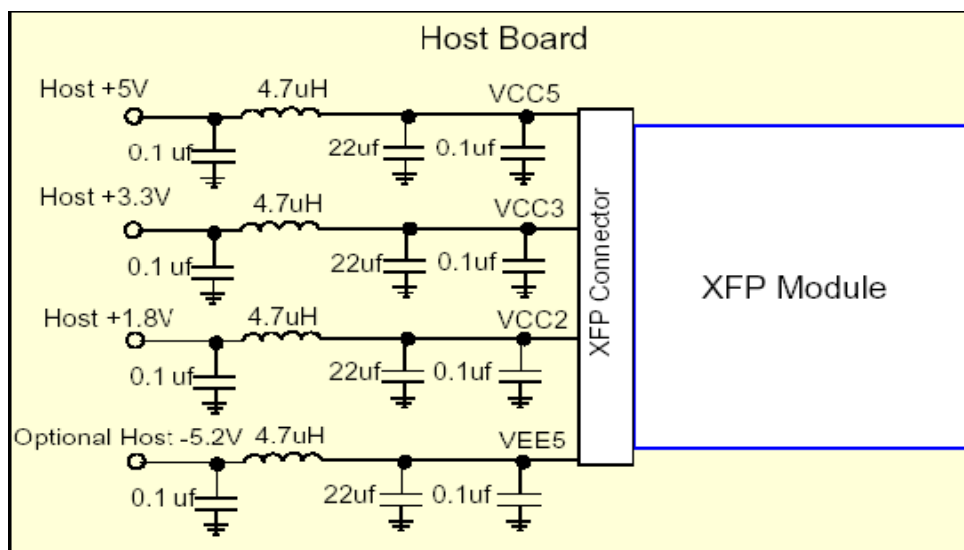 Host Board
Host +5V
4.7uH
VCC5
0.1 uf
22uf
0.1uf
Host +3.3V
4.7uH
VCC3
0.1 uf
22uf
0.1uf
Host +1.8V
4.7uH
VCC2
0.1 uf
22uf
0.1uf
Optional Host -5.2V
4.7uH
VEE5
0.1 uf
22uf
0.1uf
XFP Connector
XFP Module